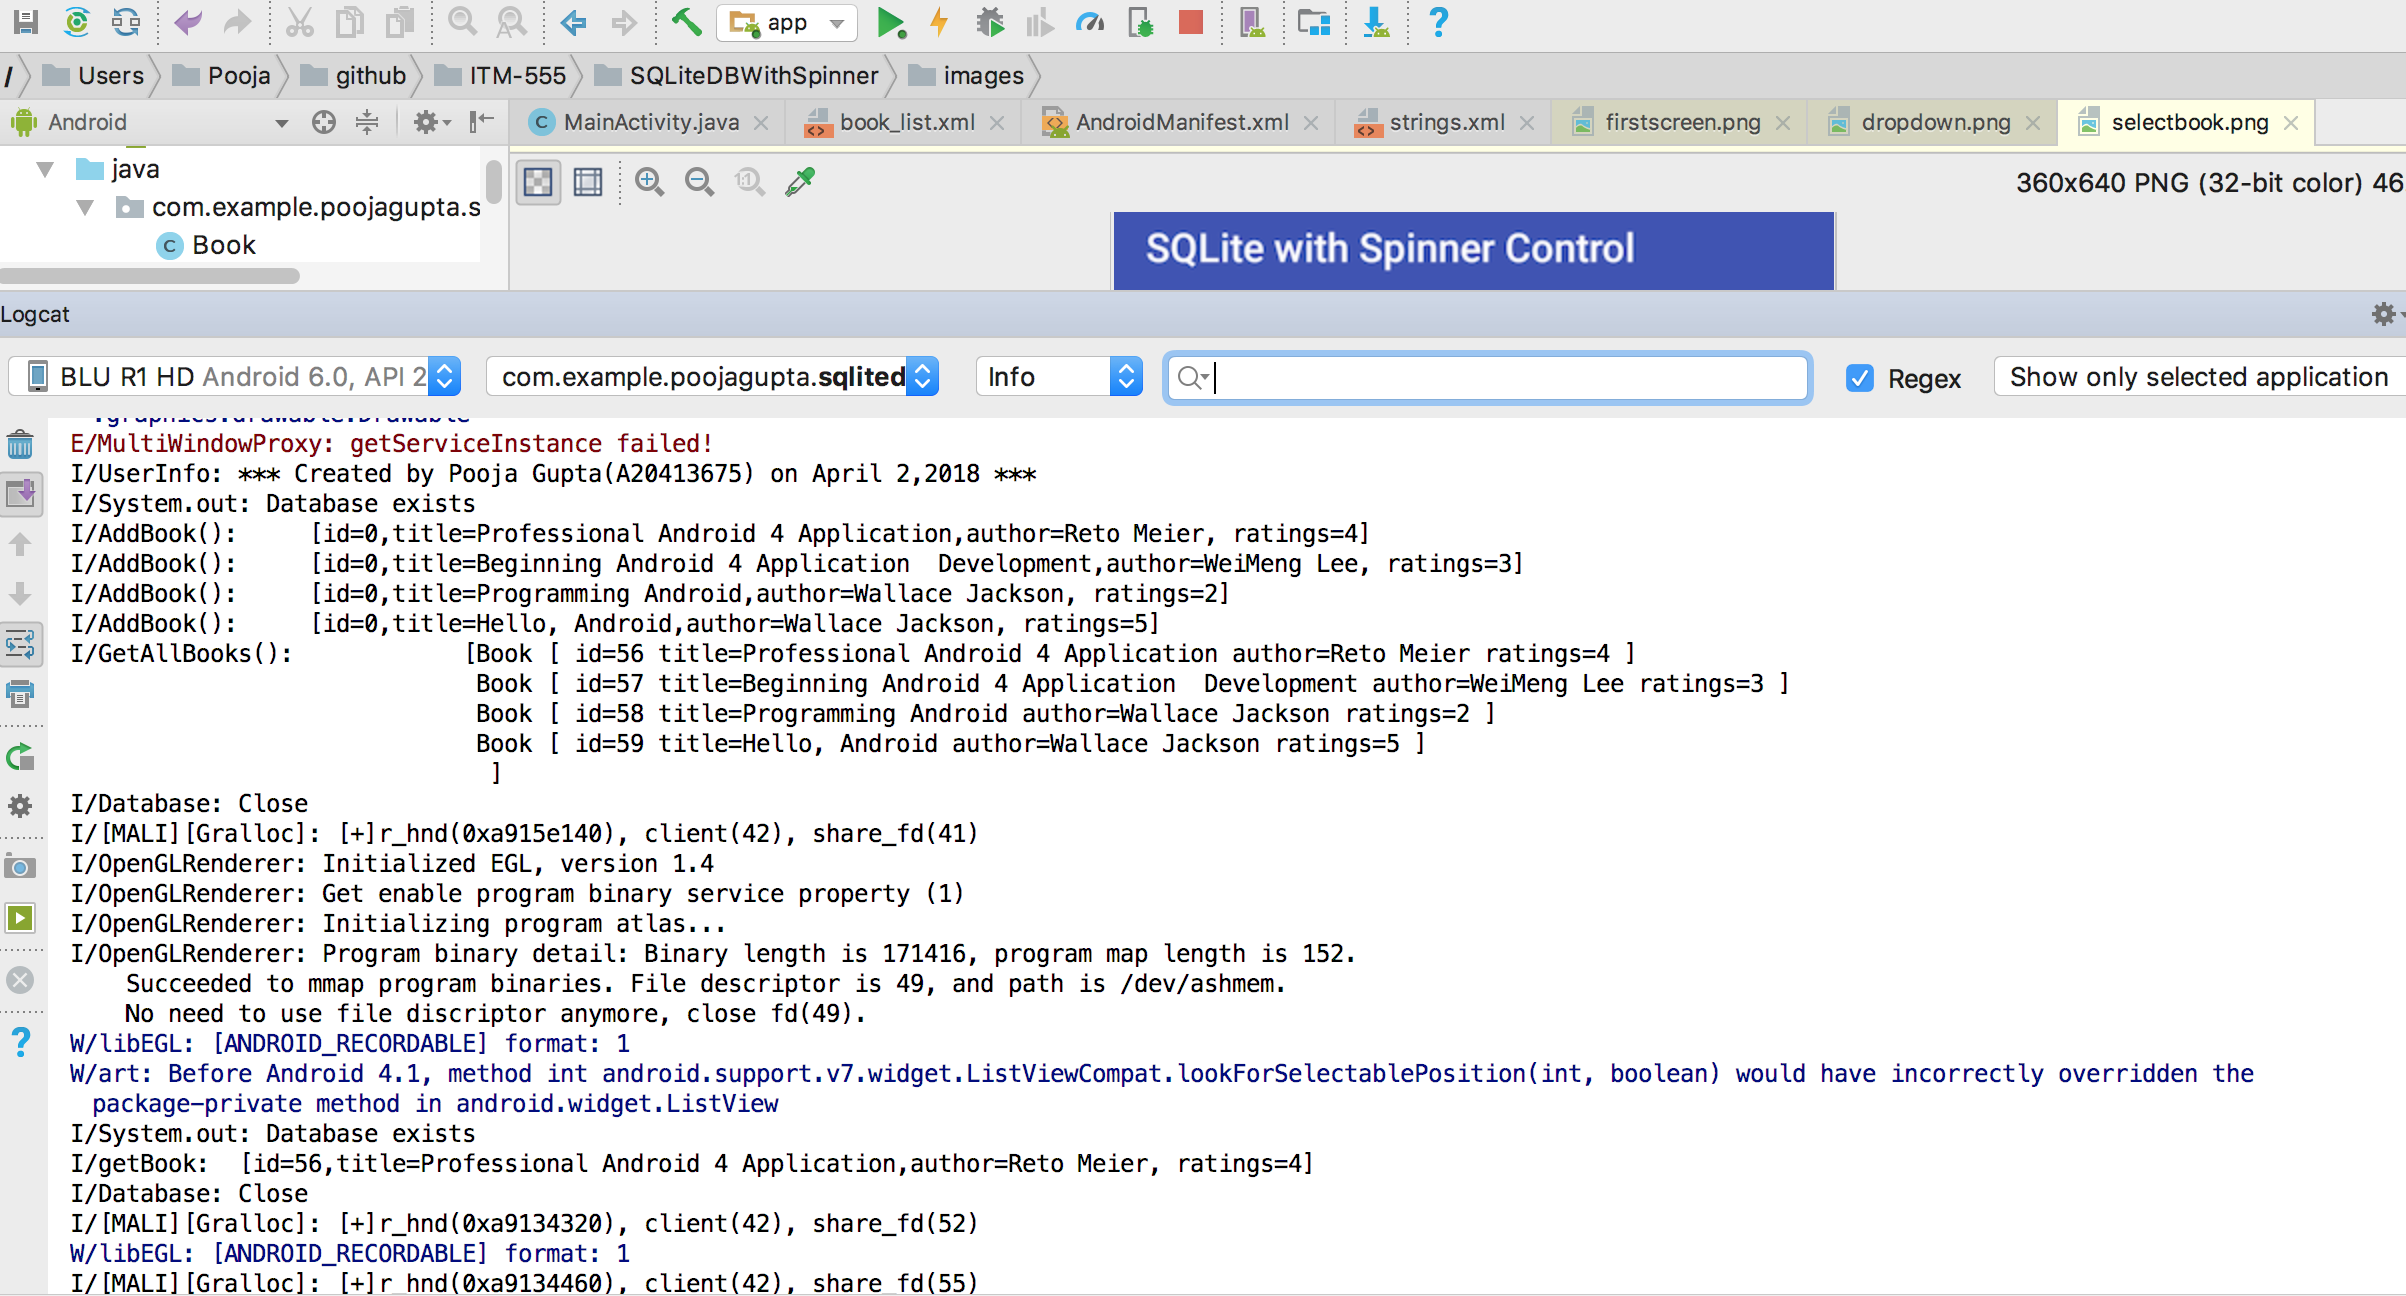 app
/ Users Pooja github ITM-555 SQLiteDBWithSpinner images
Android MainActivity.java book_list.xml AndroidManifest.xml strings.xml firstscreen.png dropdown.png selectbook.png
java
com.example.poojagupta.s
C Book
1:1 360x640 PNG (32-bit color) 46
SQLite with Spinner Control
Logcat
BLU R1 HD Android 6.0, API 2 com.example.poojagupta.sqlited Info Regex Show only selected application
.graphics.drawable.Drawable
E/MultiWindowProxy: getServiceInstance failed!
I/UserInfo: *** Created by Pooja Gupta(A20413675) on April 2,2018 ***
I/System.out: Database exists
I/AddBook(): [id=0,title=Professional Android 4 Application,author=Reto Meier, ratings=4]
I/AddBook(): [id=0,title=Beginning Android 4 Application  Development,author=WeiMeng Lee, ratings=3]
I/AddBook(): [id=0,title=Programming Android,author=Wallace Jackson, ratings=2]
I/AddBook(): [id=0,title=Hello, Android,author=Wallace Jackson, ratings=5]
I/GetAllBooks(): [Book [ id=56 title=Professional Android 4 Application author=Reto Meier ratings=4 ]
Book [ id=57 title=Beginning Android 4 Application  Development author=WeiMeng Lee ratings=3 ]
Book [ id=58 title=Programming Android author=Wallace Jackson ratings=2 ]
Book [ id=59 title=Hello, Android author=Wallace Jackson ratings=5 ]
]
I/Database: Close
I/[MALI][Gralloc]: [+]r_hnd(0xa915e140), client(42), share_fd(41)
I/OpenGLRenderer: Initialized EGL, version 1.4
I/OpenGLRenderer: Get enable program binary service property (1)
I/OpenGLRenderer: Initializing program atlas...
I/OpenGLRenderer: Program binary detail: Binary length is 171416, program map length is 152.
Succeeded to mmap program binaries. File descriptor is 49, and path is /dev/ashmem.
No need to use file discriptor anymore, close fd(49).
W/libEGL: [ANDROID_RECORDABLE] format: 1
W/art: Before Android 4.1, method int android.support.v7.widget.ListViewCompat.lookForSelectablePosition(int, boolean) would have incorrectly overridden the
package-private method in android.widget.ListView
I/System.out: Database exists
I/getBook: [id=56,title=Professional Android 4 Application,author=Reto Meier, ratings=4]
I/Database: Close
I/[MALI][Gralloc]: [+]r_hnd(0xa9134320), client(42), share_fd(52)
W/libEGL: [ANDROID_RECORDABLE] format: 1
I/[MALI][Gralloc]: [+]r_hnd(0xa9134460), client(42), share_fd(55)